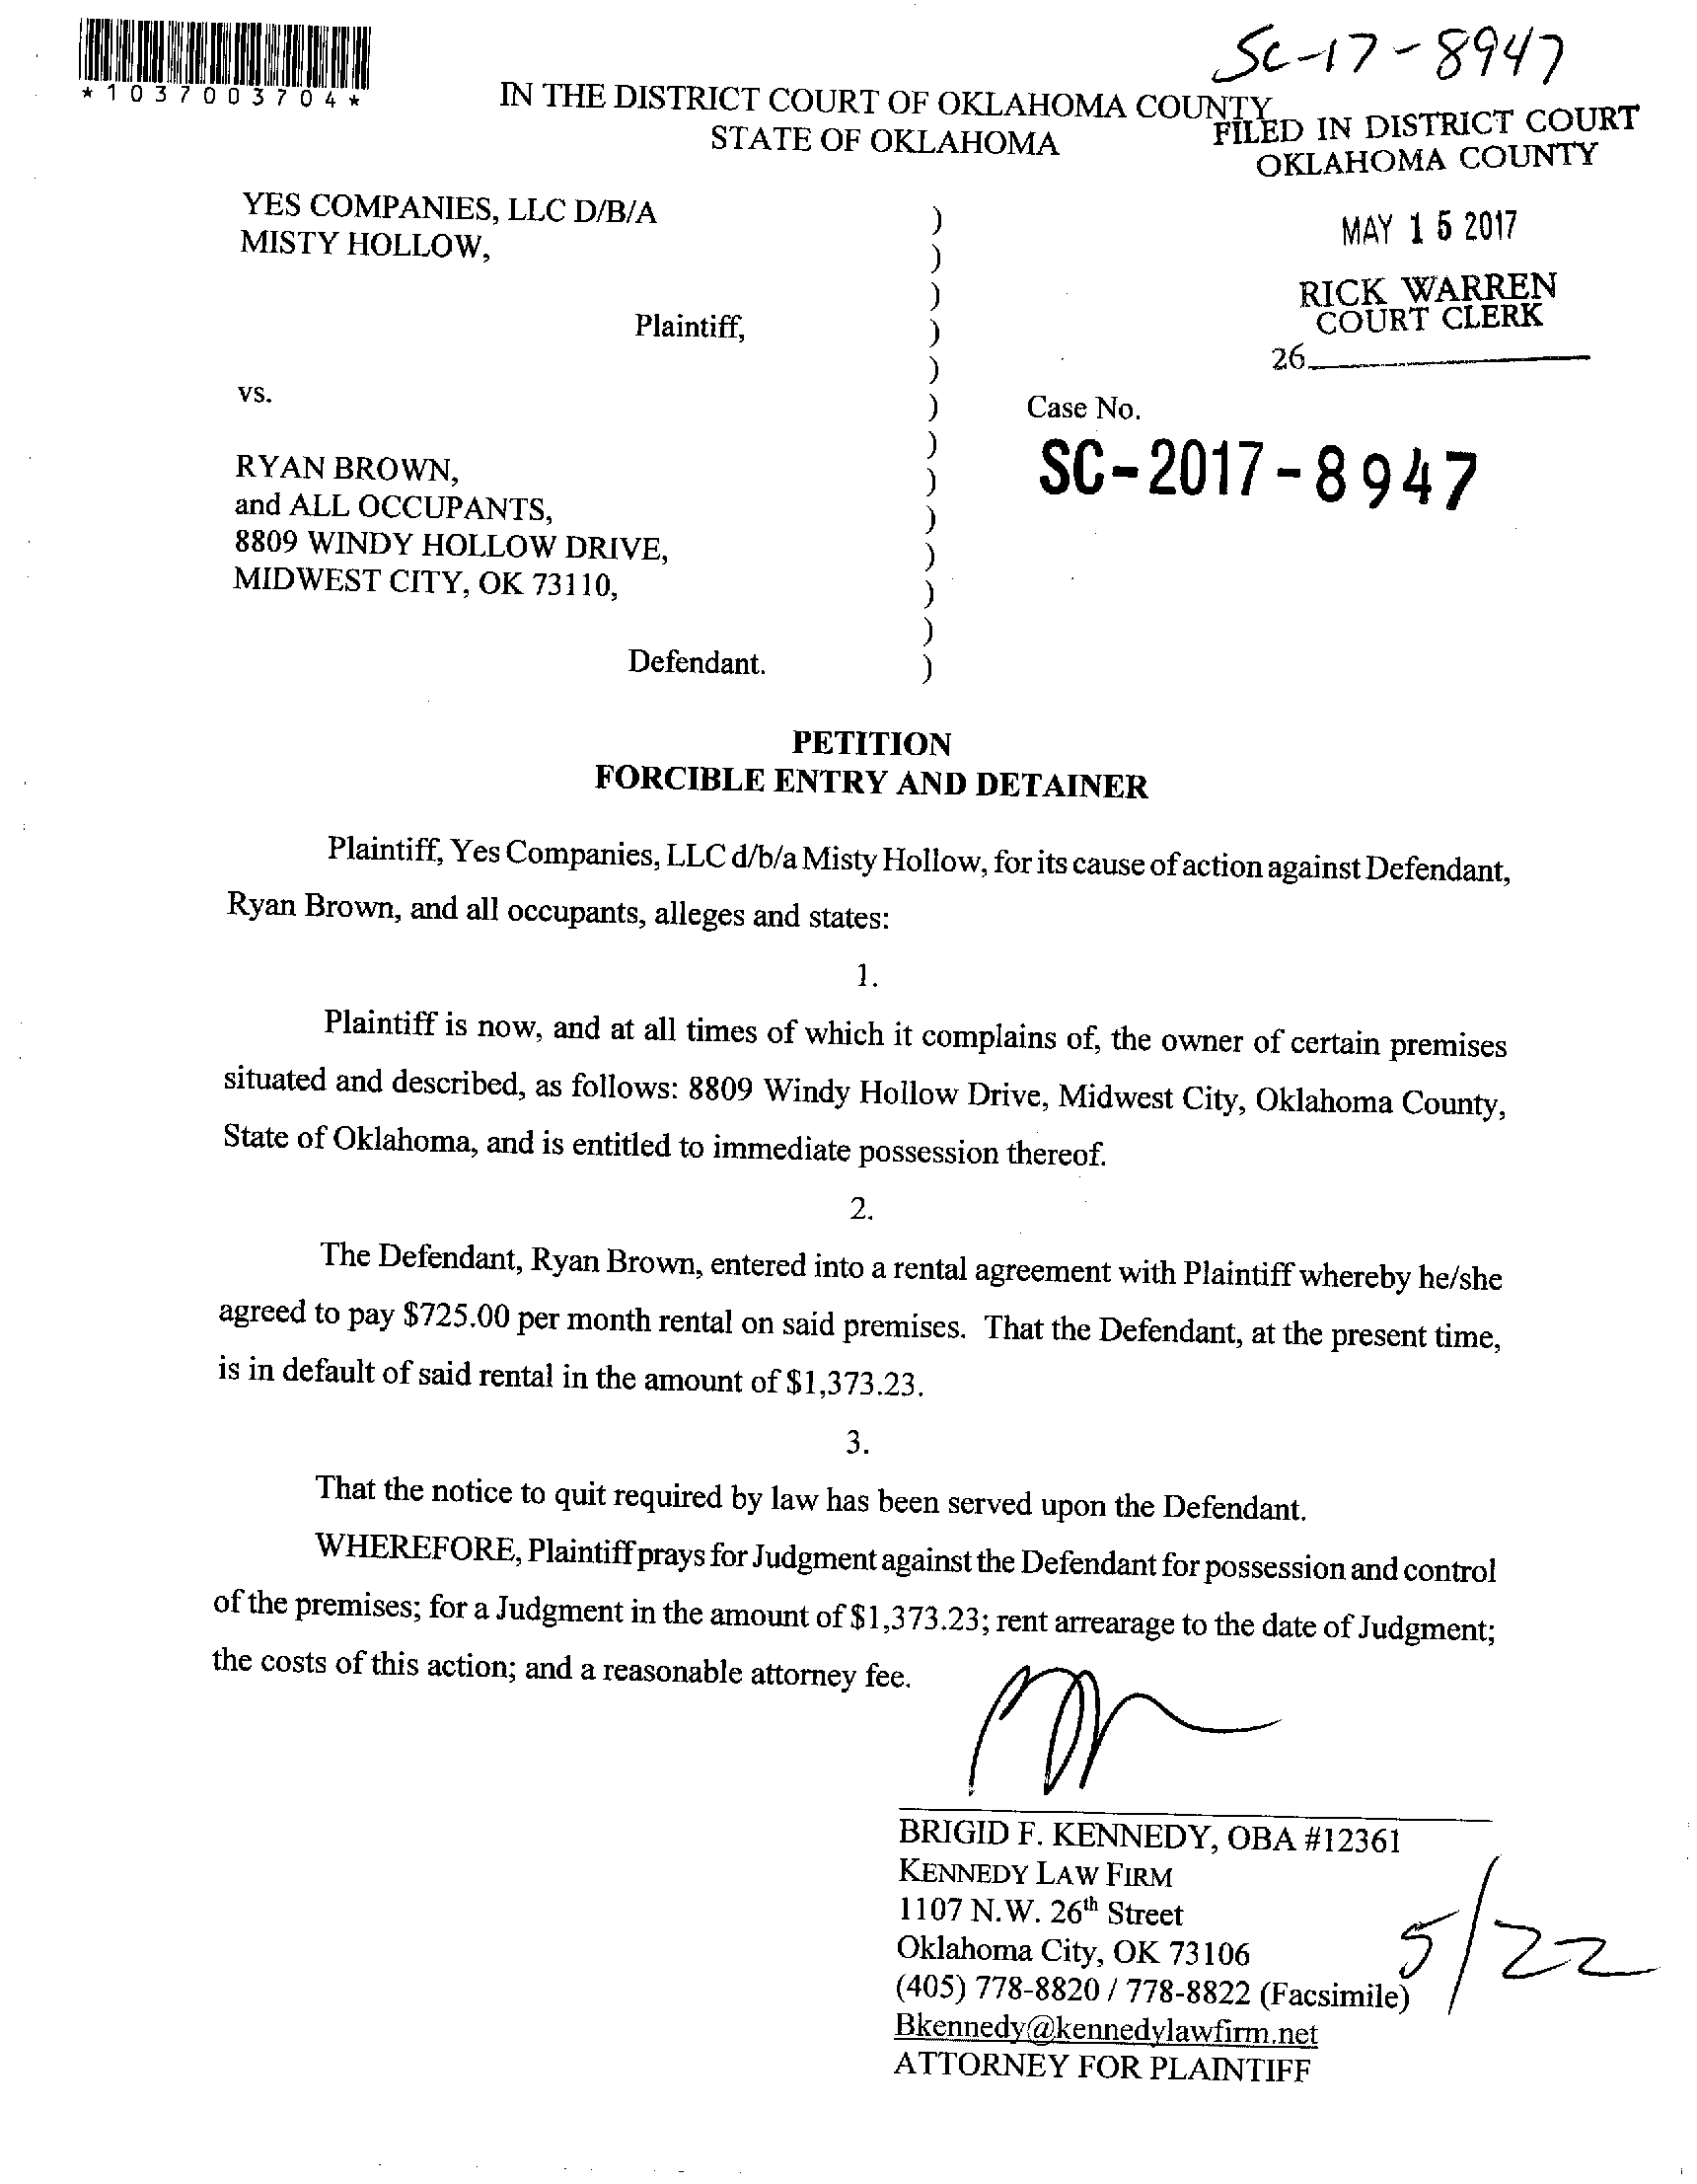 SC-17-8947
*1037003704*
IN THE DISTRICT COURT OF OKLAHOMA COUNTY
STATE OF OKLAHOMA
FILED IN DISTRICT COURT
OKLAHOMA COUNTY
MAY 15 2017
RICK WARREN
COURT CLERK
26
YES COMPANIES, LLC D/B/A )
MISTY HOLLOW, )
)
Plaintiff, )
)
vs. )
)
RYAN BROWN, )
and ALL OCCUPANTS, )
8809 WINDY HOLLOW DRIVE, )
MIDWEST CITY, OK 73110, )
)
Defendant. )
Case No.
SC-2017-8947
PETITION
FORCIBLE ENTRY AND DETAINER
Plaintiff, Yes Companies, LLC d/b/a Misty Hollow, for its cause of action against Defendant,
Ryan Brown, and all occupants, alleges and states:
1.
Plaintiff is now, and at all times of which it complains of, the owner of certain premises
situated and described, as follows: 8809 Windy Hollow Drive, Midwest City, Oklahoma County,
State of Oklahoma, and is entitled to immediate possession thereof.
2.
The Defendant, Ryan Brown, entered into a rental agreement with Plaintiff whereby he/she
agreed to pay $725.00 per month rental on said premises. That the Defendant, at the present time,
is in default of said rental in the amount of $1,373.23.
3.
That the notice to quit required by law has been served upon the Defendant.
WHEREFORE, Plaintiff prays for Judgment against the Defendant for possession and control
of the premises; for a Judgment in the amount of $1,373.23; rent arrearage to the date of Judgment;
the costs of this action; and a reasonable attorney fee.
BRIGID F. KENNEDY, OBA #12361
KENNEDY LAW FIRM
1107 N.W. 26th Street
Oklahoma City, OK 73106
(405) 778-8820 / 778-8822 (Facsimile)
Bkennedy@kennedylawfirm.net
ATTORNEY FOR PLAINTIFF
5/22